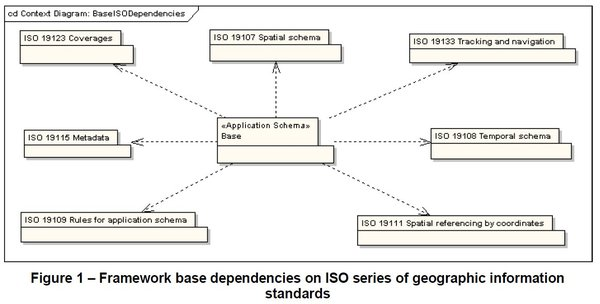 cd Context Diagram: BaseISODependencies
ISO 19123 Coverages
ISO 19107 Spatial schema
ISO 19133 Tracking and navigation
«Application Schema»
Base
ISO 19115 Metadata
ISO 19108 Temporal schema
ISO 19109 Rules for application schema
ISO 19111 Spatial referencing by coordinates
Figure 1 – Framework base dependencies on ISO series of geographic information
standards